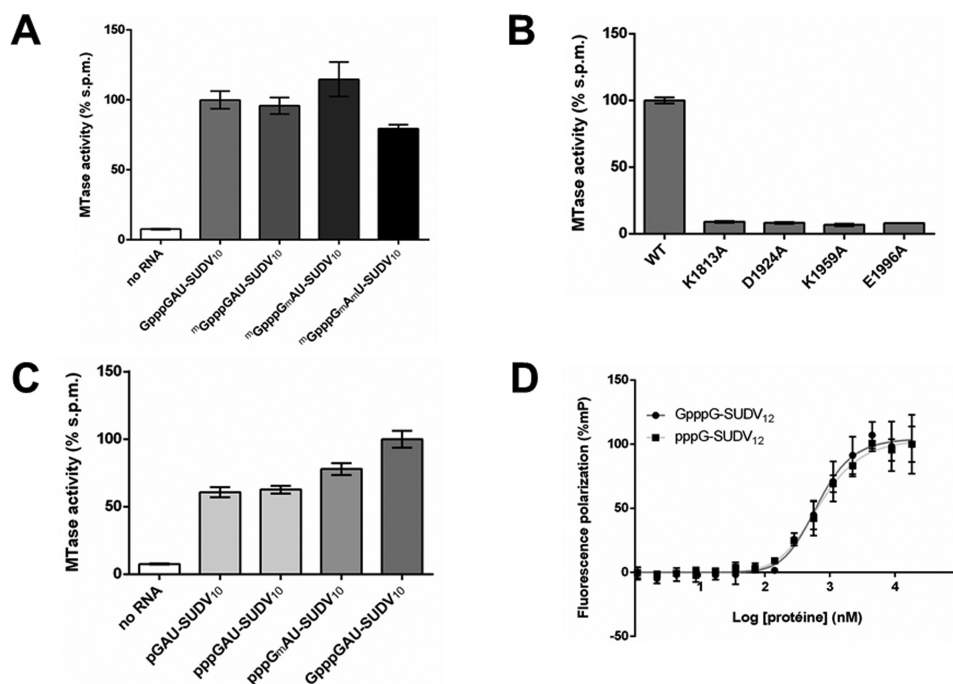 A
MTase activity (% s.p.m.)
150
100
50
0
no RNA
GpppGAU-SUDV₁₀
ᵐGpppGAU-SUDV₁₀
ᵐGpppGₘAU-SUDV₁₀
ᵐGpppGₘAₘU-SUDV₁₀
B
MTase activity (% s.p.m.)
150
100
50
0
WT
K1813A
D1924A
K1959A
E1996A
C
MTase activity (% s.p.m.)
150
100
50
0
no RNA
pGAU-SUDV₁₀
pppGAU-SUDV₁₀
pppGₘAU-SUDV₁₀
GpppGAU-SUDV₁₀
D
Fluorescence polarization (%mP)
150
100
50
0
-50
GpppG-SUDV₁₂
pppG-SUDV₁₂
1
2
3
4
Log [protéine] (nM)